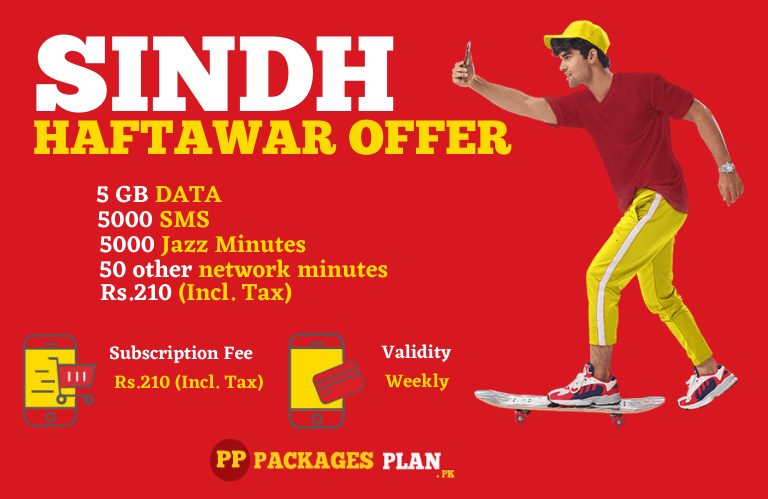 SINDH
HAFTAWAR OFFER
5 GB DATA
5000 SMS
5000 Jazz Minutes
50 other network minutes
Rs.210 (Incl. Tax)
Subscription Fee
Rs.210 (Incl. Tax)
Validity
Weekly
PP PACKAGES PLAN
.PK